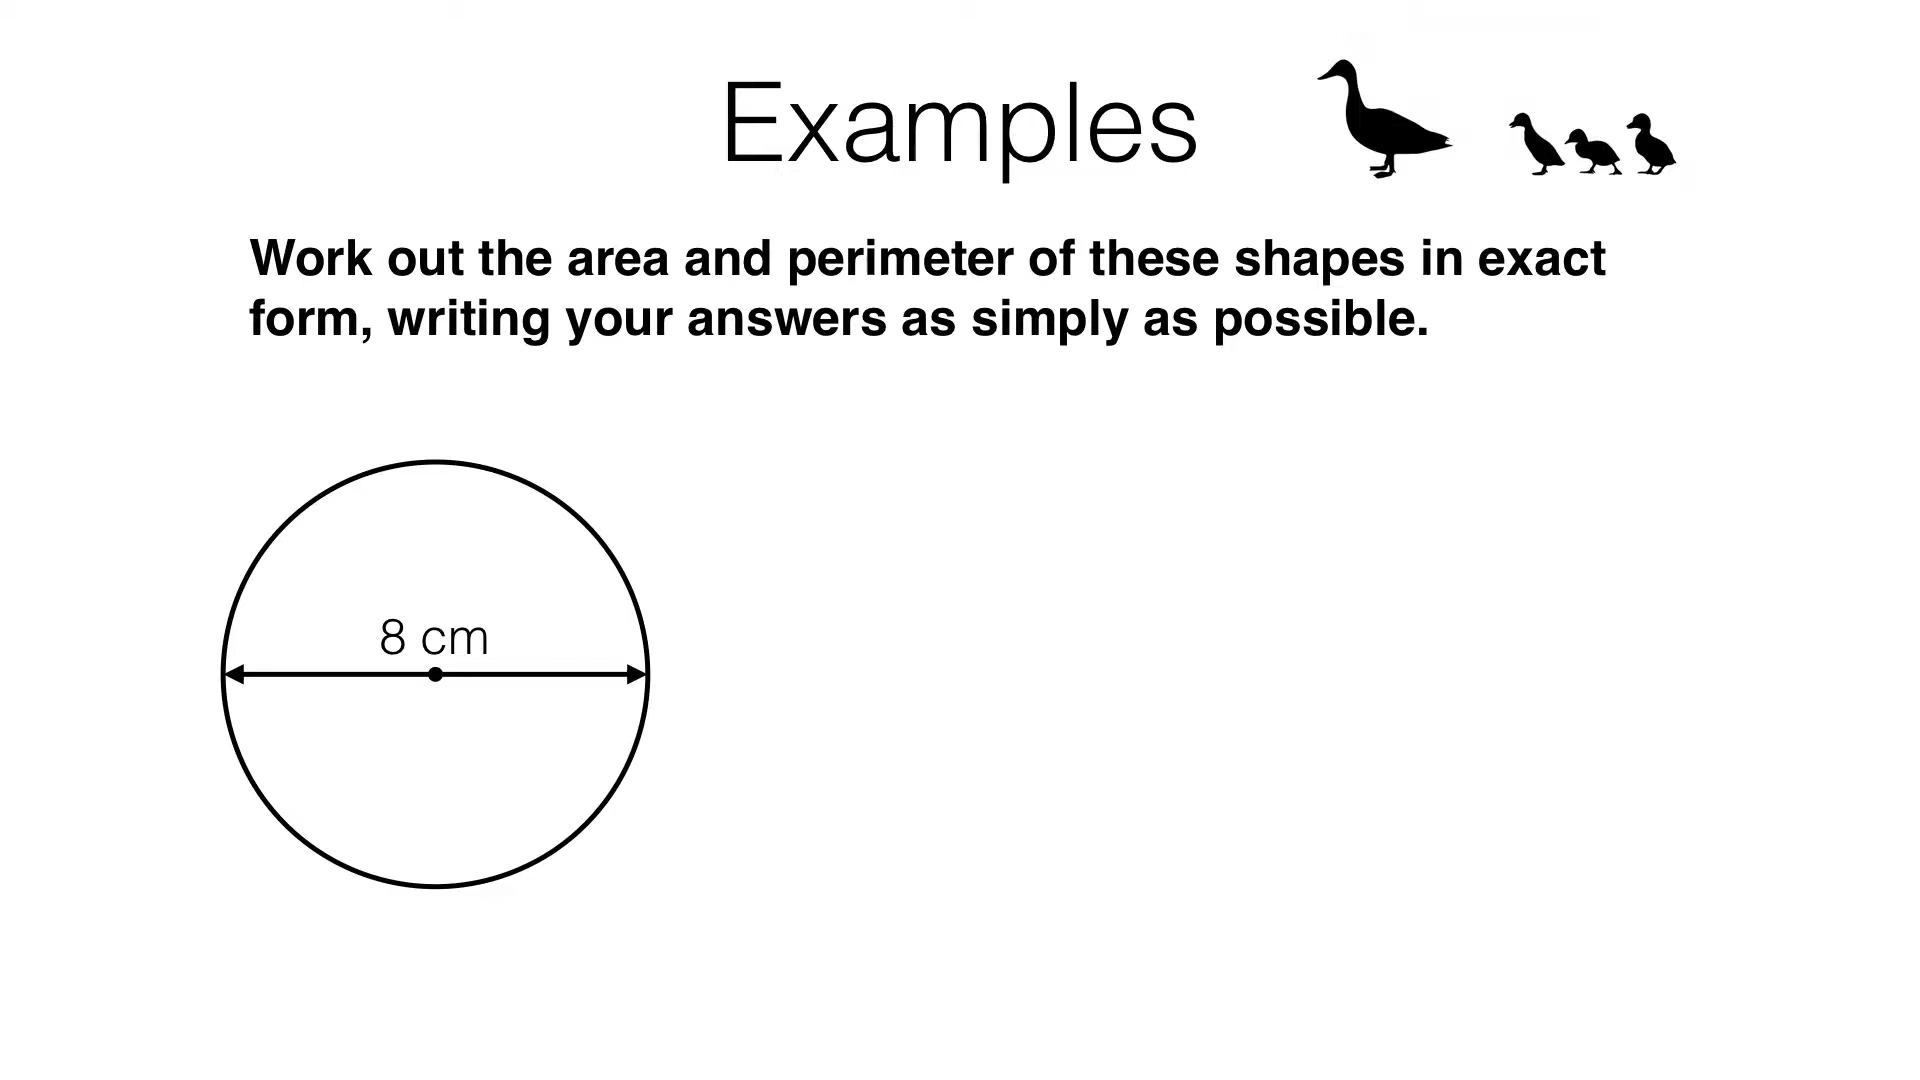 Examples
Work out the area and perimeter of these shapes in exact
form, writing your answers as simply as possible.
8 cm